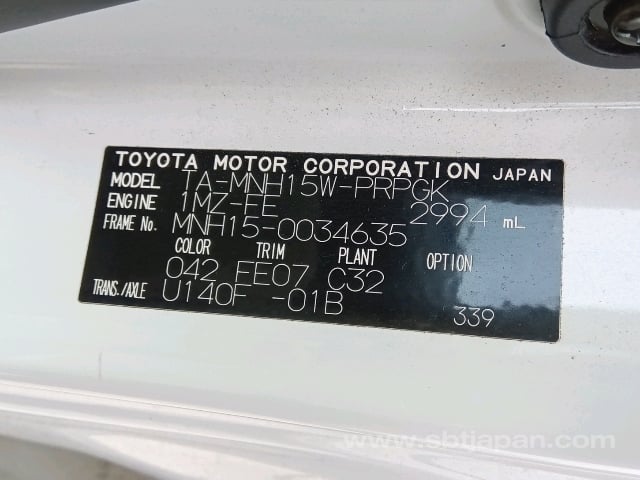 TOYOTA MOTOR CORPORATION JAPAN
MODEL TA-MNH15W-PRPGK
ENGINE 1MZ-FE 2994 mL
FRAME No. MNH15-0034635
COLOR TRIM PLANT OPTION
042 FE07 C32
TRANS./AXLE U140F -01B 339
www.sbtjapan.com